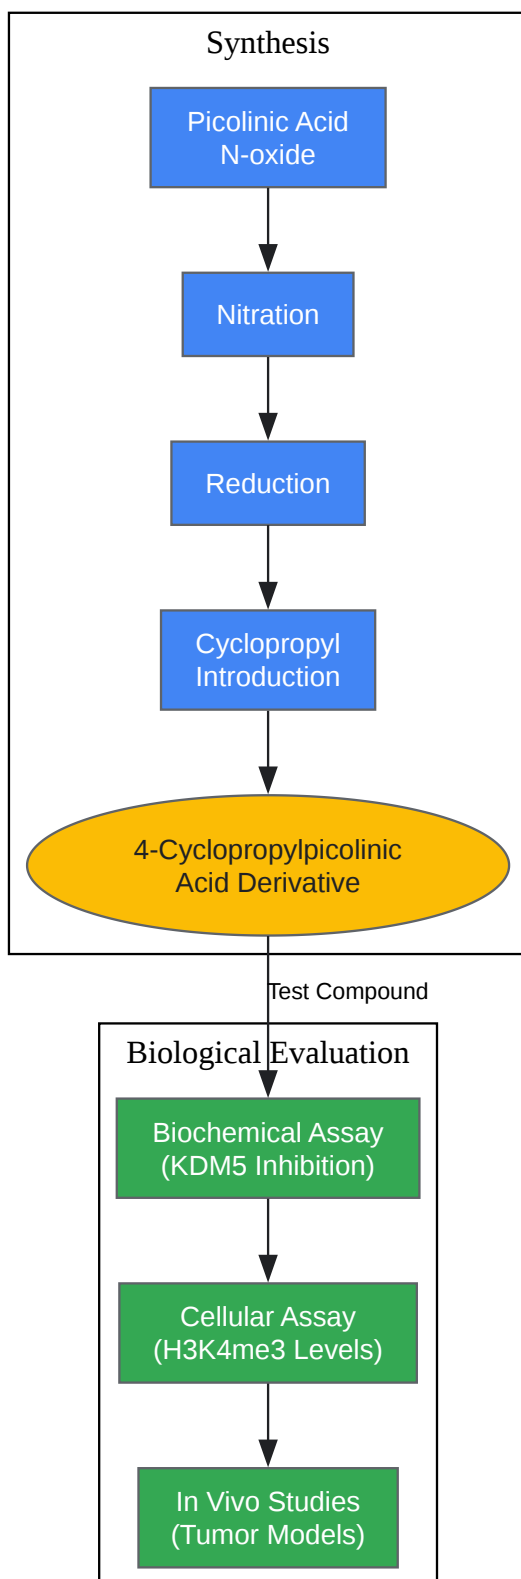 Synthesis
Picolinic Acid
N-oxide
Nitration
Reduction
Cyclopropyl
Introduction
4-Cyclopropylpicolinic
Acid Derivative
Test Compound
Biological Evaluation
Biochemical Assay
(KDM5 Inhibition)
Cellular Assay
(H3K4me3 Levels)
In Vivo Studies
(Tumor Models)